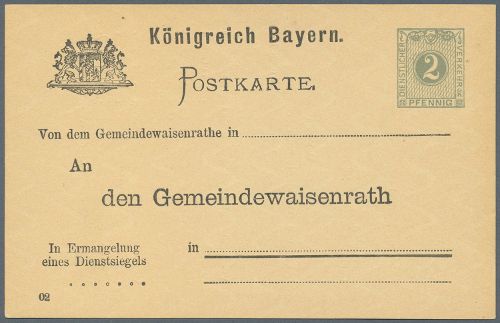 Königreich Bayern.
POSTKARTE.
DIENSTLICHER
VERKEHR
2
PFENNIG
Von dem Gemeindewaisenrathe in
An
den Gemeindewaisenrath
In Ermangelung
eines Dienstsiegels
in
02